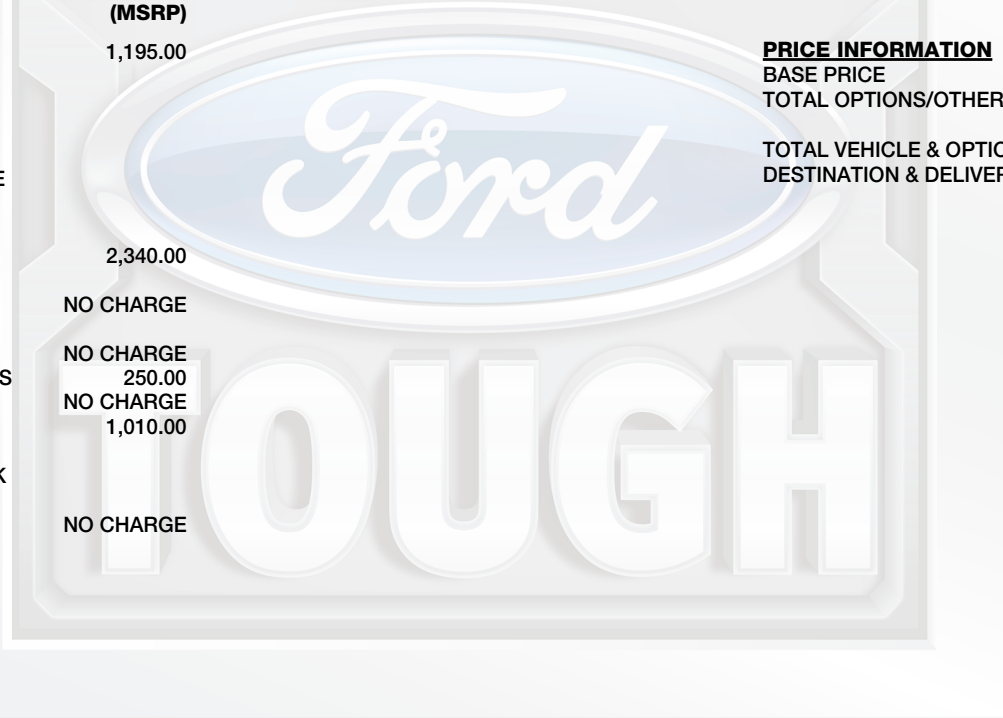 (MSRP)
1,195.00
E
2,340.00
NO CHARGE
NO CHARGE
S 250.00
NO CHARGE
1,010.00
K
NO CHARGE
PRICE INFORMATION
BASE PRICE
TOTAL OPTIONS/OTHER
TOTAL VEHICLE & OPTIO
DESTINATION & DELIVER
Ford
TOUGH